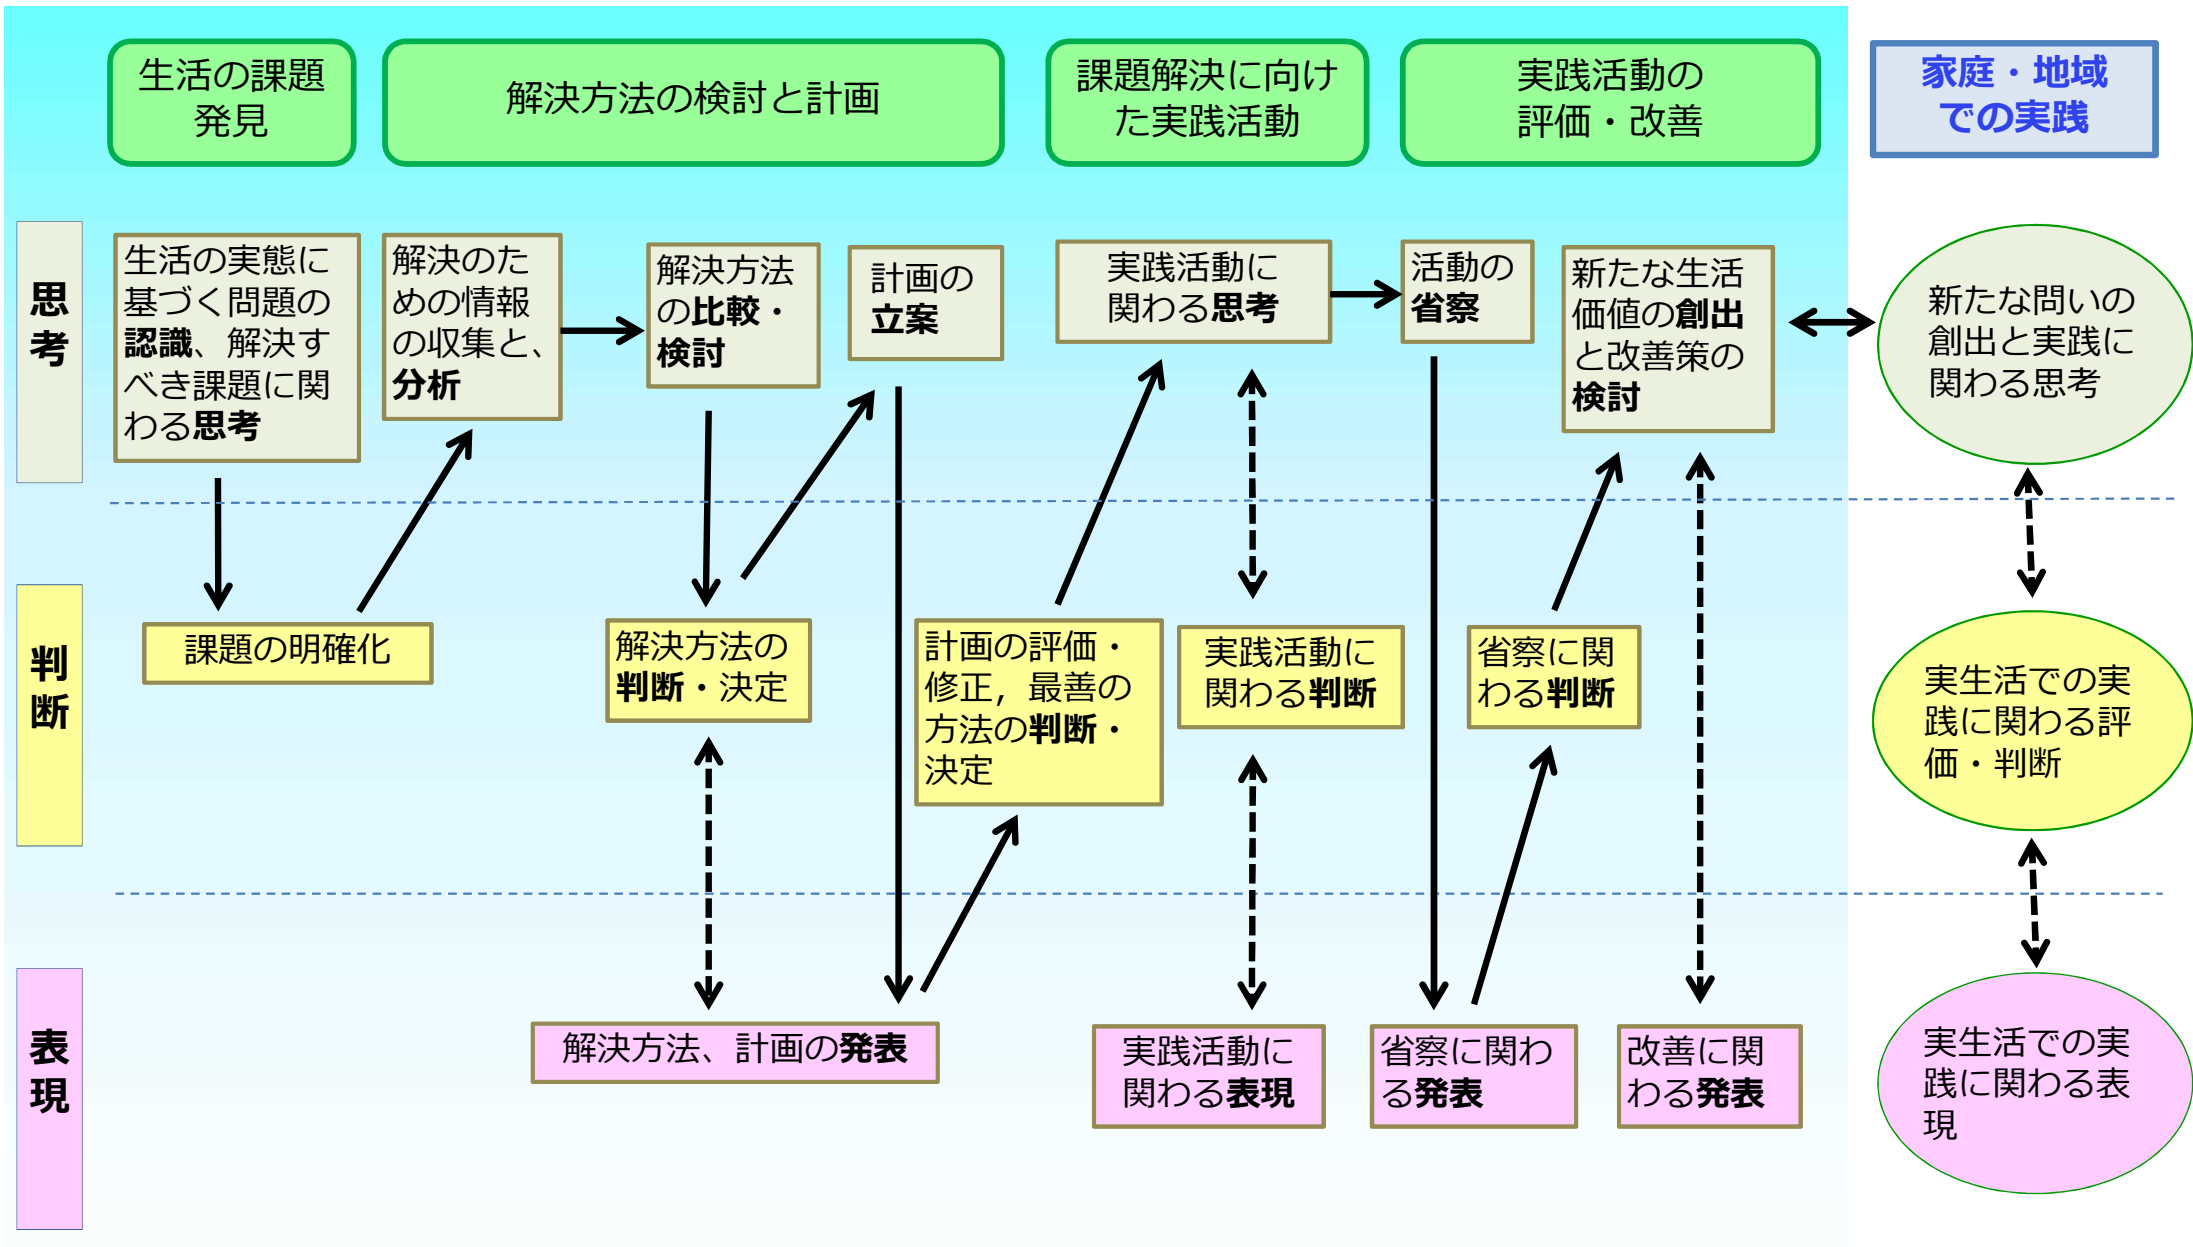 生活の課題
発見
解決方法の検討と計画
課題解決に向け
た実践活動
実践活動の
評価・改善
家庭・地域
での実践
思
考
生活の実態に
基づく問題の
認識、解決す
べき課題に関
わる思考
解決のた
めの情報
の収集と、
分析
解決方法
の比較・
検討
計画の
立案
実践活動に
関わる思考
活動の
省察
新たな生活
価値の創出
と改善策の
検討
新たな問いの
創出と実践に
関わる思考
判
断
課題の明確化
解決方法の
判断・決定
計画の評価・
修正，最善の
方法の判断・
決定
実践活動に
関わる判断
省察に関
わる判断
実生活での実
践に関わる評
価・判断
表
現
解決方法、計画の発表
実践活動に
関わる表現
省察に関わ
る発表
改善に関
わる発表
実生活での実
践に関わる表
現